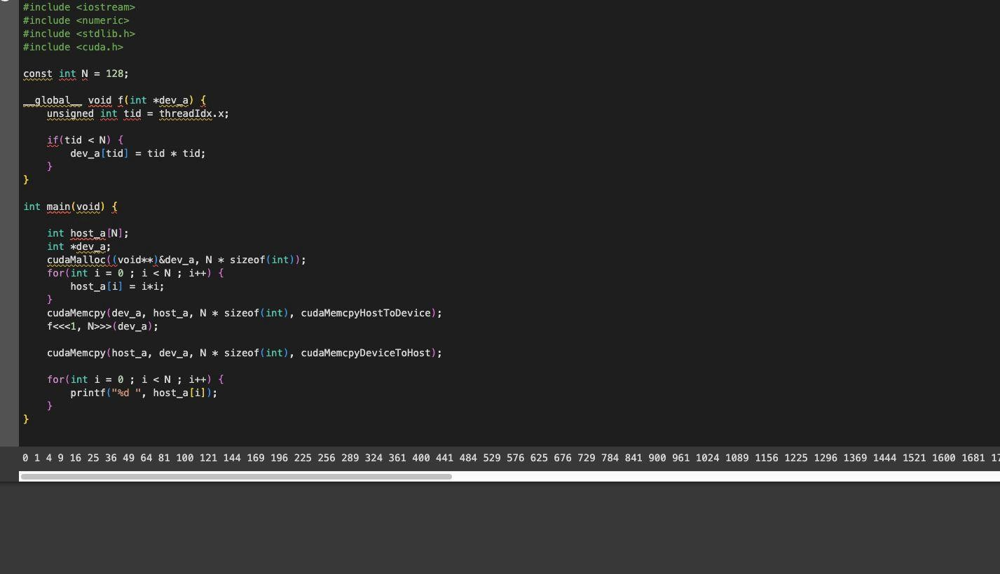 #include <iostream>
#include <numeric>
#include <stdlib.h>
#include <cuda.h>
const int N = 128;
__global__ void f(int *dev_a) {
unsigned int tid = threadIdx.x;
if(tid < N) {
dev_a[tid] = tid * tid;
}
}
int main(void) {
int host_a[N];
int *dev_a;
cudaMalloc((void**)&dev_a, N * sizeof(int));
for(int i = 0 ; i < N ; i++) {
host_a[i] = i*i;
}
cudaMemcpy(dev_a, host_a, N * sizeof(int), cudaMemcpyHostToDevice);
f<<<1, N>>>(dev_a);
cudaMemcpy(host_a, dev_a, N * sizeof(int), cudaMemcpyDeviceToHost);
for(int i = 0 ; i < N ; i++) {
printf("%d ", host_a[i]);
}
}
0 1 4 9 16 25 36 49 64 81 100 121 144 169 196 225 256 289 324 361 400 441 484 529 576 625 676 729 784 841 900 961 1024 1089 1156 1225 1296 1369 1444 1521 1600 1681